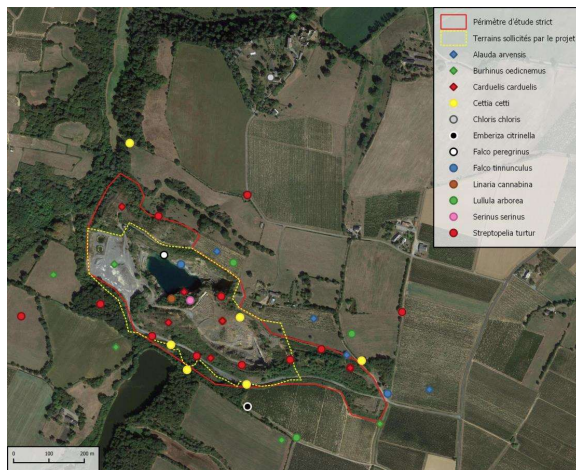 Périmètre d'étude strict
Terrains sollicités par le projet
Alauda arvensis
Burhinus oedicnemus
Carduelis carduelis
Cettia cetti
Chloris chloris
Emberiza citrinella
Falco peregrinus
Falco tinnunculus
Linaria cannabina
Lullula arborea
Serinus serinus
Streptopelia turtur
0 100 200 m